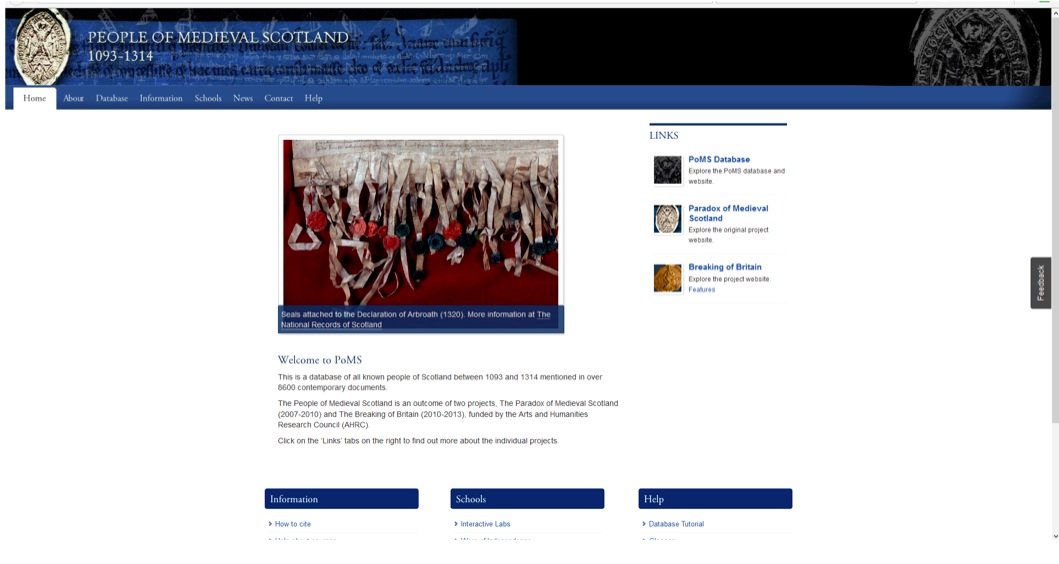 PEOPLE OF MEDIEVAL SCOTLAND
1093-1314
Home About Database Information Schools News Contact Help
Seals attached to the Declaration of Arbroath (1320). More information at The
National Records of Scotland
LINKS
PoMS Database
Explore the PoMS database and
website.
Paradox of Medieval
Scotland
Explore the original project
website.
Breaking of Britain
Explore the project website.
Features
Feedback
Welcome to PoMS
This is a database of all known people of Scotland between 1093 and 1314 mentioned in over
8600 contemporary documents.
The People of Medieval Scotland is an outcome of two projects, The Paradox of Medieval Scotland
(2007-2010) and The Breaking of Britain (2010-2013), funded by the Arts and Humanities
Research Council (AHRC).
Click on the 'Links' tabs on the right to find out more about the individual projects.
Information
How to cite
Schools
Interactive Labs
Help
Database Tutorial